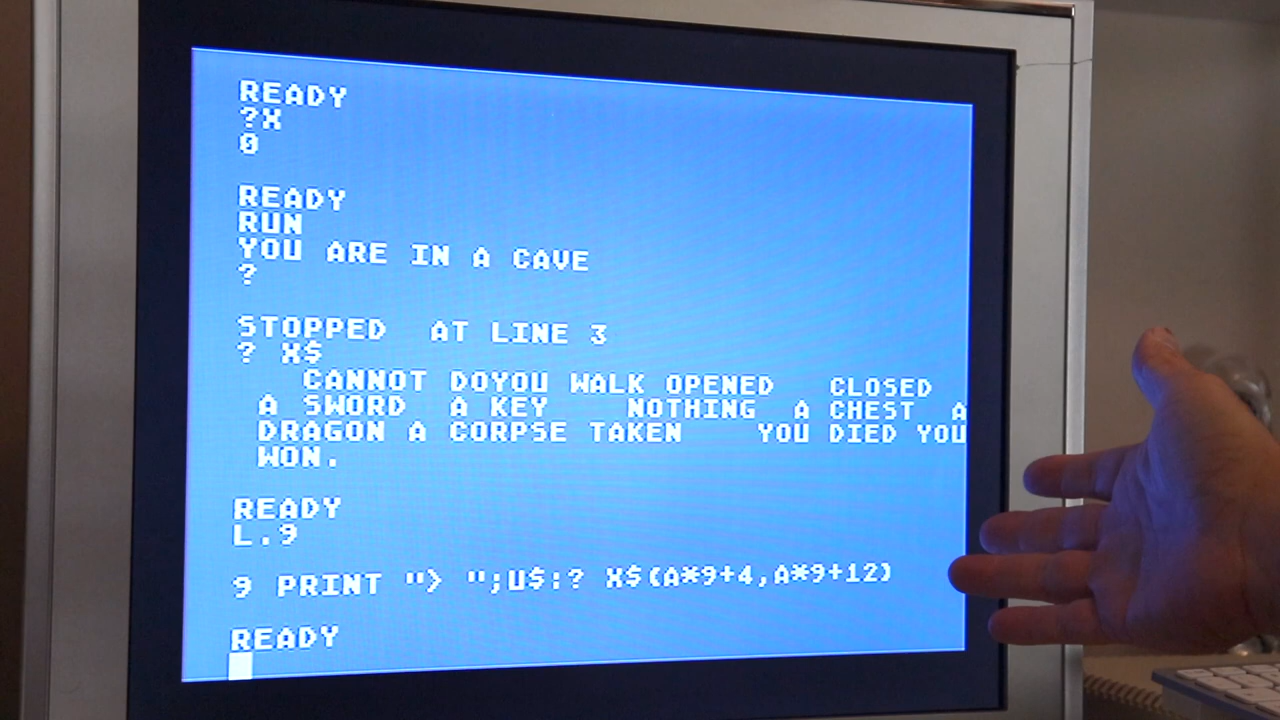 READY
?X
0
READY
RUN
YOU ARE IN A CAVE
?
STOPPED  AT LINE 3
? X$
   CANNOT DOYOU WALK OPENED   CLOSED
A SWORD  A KEY    NOTHING  A CHEST  A
DRAGON A CORPSE TAKEN    YOU DIED YOU
WON.
READY
L.9
9 PRINT "> ";U$:? X$(A*9+4,A*9+12)
READY